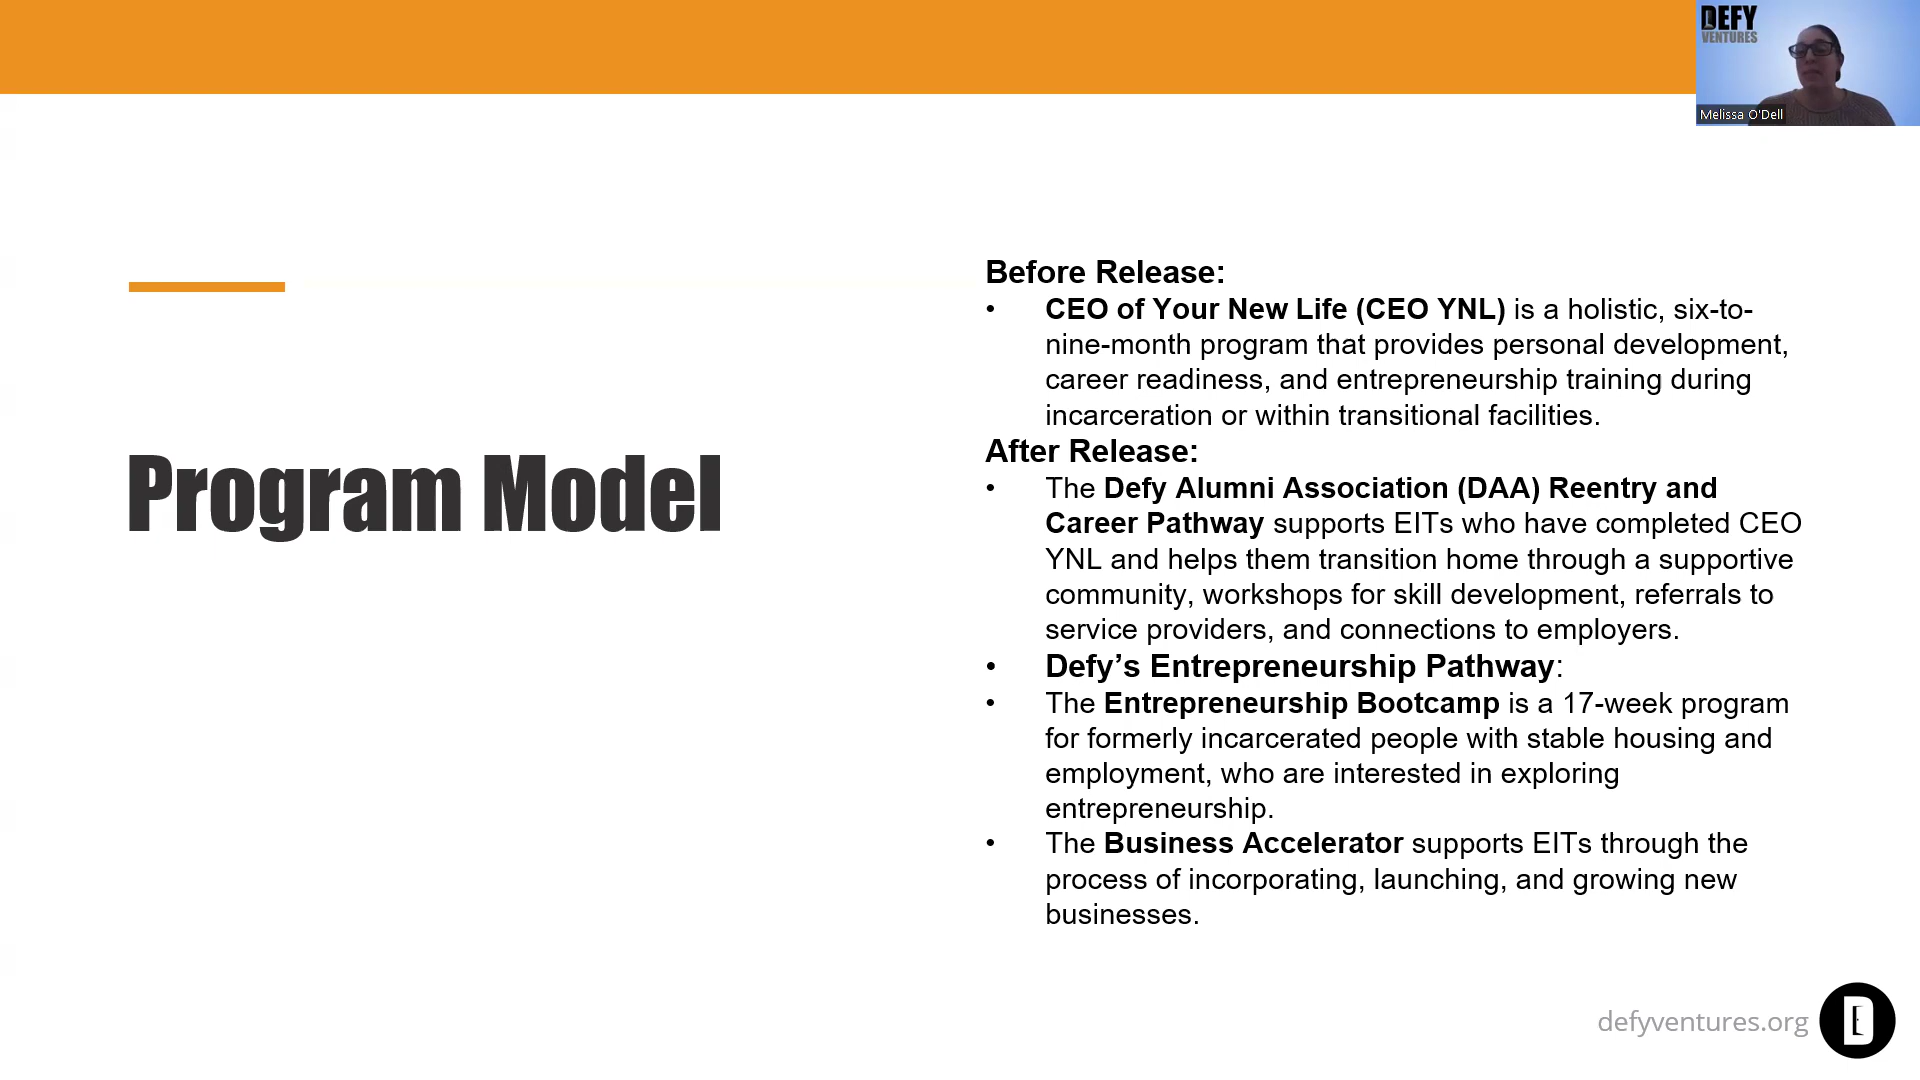 DEFY
VENTURES
Melissa O'Dell
Program Model
Before Release:
• CEO of Your New Life (CEO YNL) is a holistic, six-to-
nine-month program that provides personal development,
career readiness, and entrepreneurship training during
incarceration or within transitional facilities.
After Release:
• The Defy Alumni Association (DAA) Reentry and
Career Pathway supports EITs who have completed CEO
YNL and helps them transition home through a supportive
community, workshops for skill development, referrals to
service providers, and connections to employers.
• Defy’s Entrepreneurship Pathway:
• The Entrepreneurship Bootcamp is a 17-week program
for formerly incarcerated people with stable housing and
employment, who are interested in exploring
entrepreneurship.
• The Business Accelerator supports EITs through the
process of incorporating, launching, and growing new
businesses.
defyventures.org
D